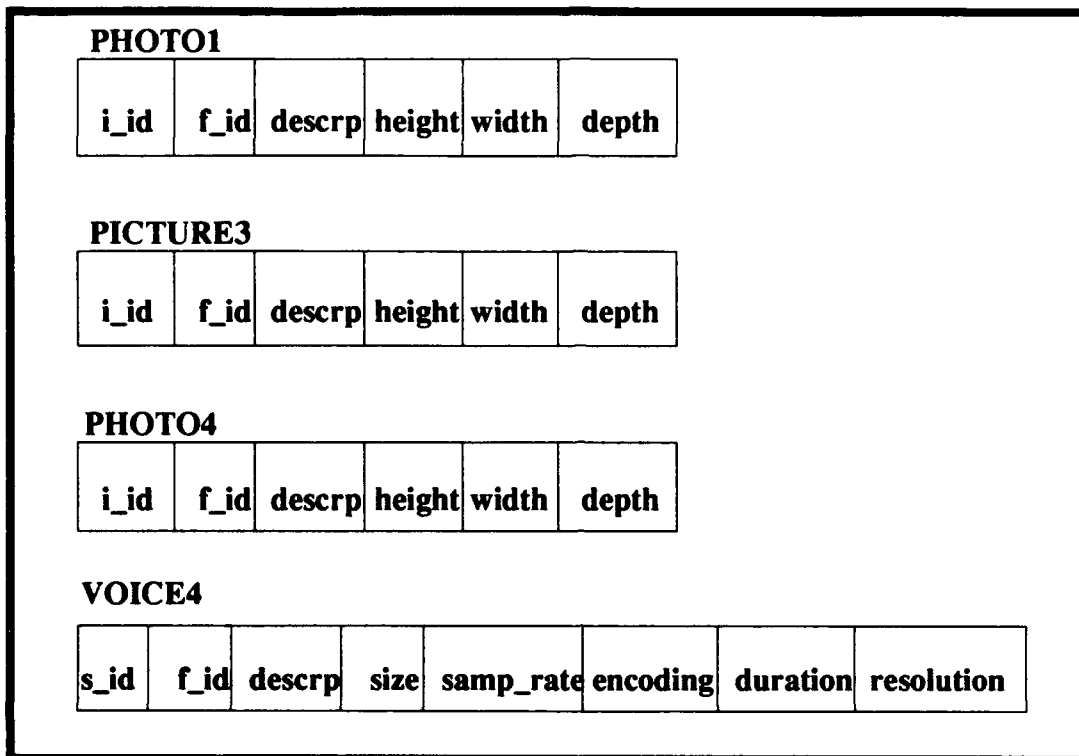 PHOTO1
i_id f_id descrp height width depth
PICTURE3
i_id f_id descrp height width depth
PHOTO4
i_id f_id descrp height width depth
VOICE4
s_id f_id descrp size samp_rate encoding duration resolution